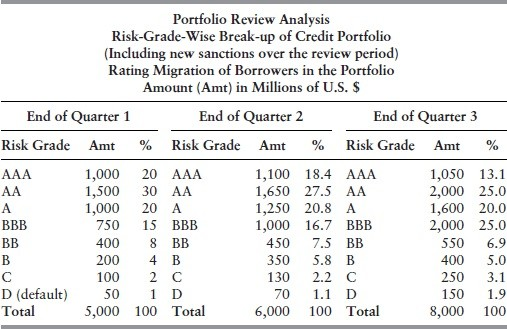 Portfolio Review Analysis
Risk-Grade-Wise Break-up of Credit Portfolio
(Including new sanctions over the review period)
Rating Migration of Borrowers in the Portfolio
Amount (Amt) in Millions of U.S. $
End of Quarter 1 End of Quarter 2 End of Quarter 3
Risk Grade Amt % Risk Grade Amt % Risk Grade Amt %
AAA 1,000 20 AAA 1,100 18.4 AAA 1,050 13.1
AA 1,500 30 AA 1,650 27.5 AA 2,000 25.0
A 1,000 20 A 1,250 20.8 A 1,600 20.0
BBB 750 15 BBB 1,000 16.7 BBB 2,000 25.0
BB 400 8 BB 450 7.5 BB 550 6.9
B 200 4 B 350 5.8 B 400 5.0
C 100 2 C 130 2.2 C 250 3.1
D (default) 50 1 D 70 1.1 D 150 1.9
Total 5,000 100 Total 6,000 100 Total 8,000 100